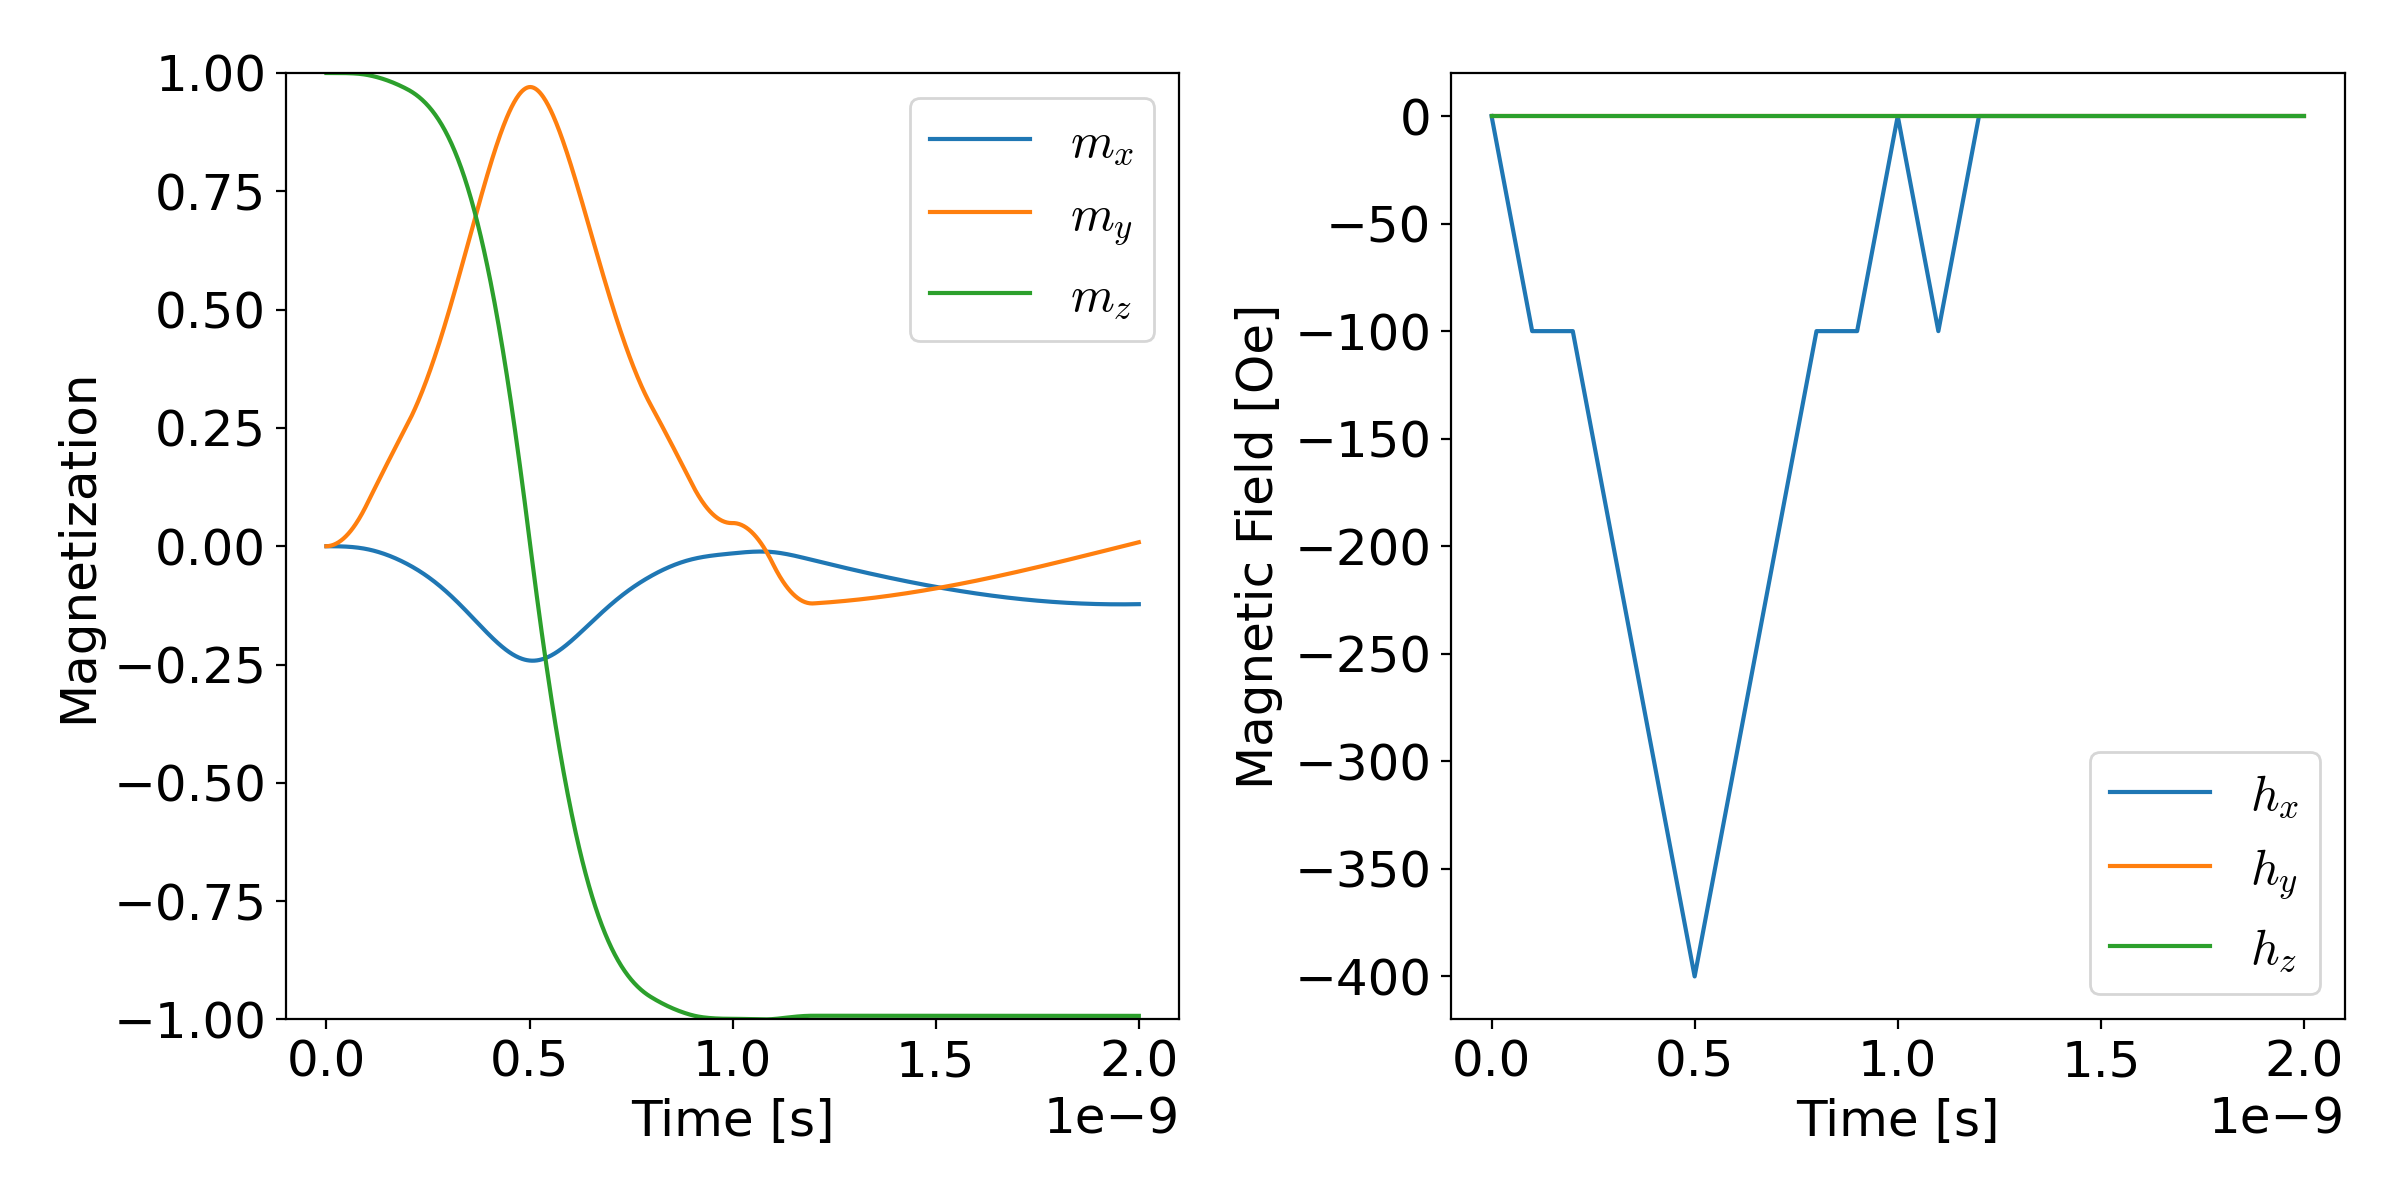 1.00
0.75
0.50
0.25
0.00
−0.25
−0.50
−0.75
−1.00
Magnetization
0.0 0.5 1.0 1.5 2.0
Time [s]
1e−9
m_x
m_y
m_z
0
−50
−100
−150
−200
−250
−300
−350
−400
Magnetic Field [Oe]
0.0 0.5 1.0 1.5 2.0
Time [s]
1e−9
h_x
h_y
h_z